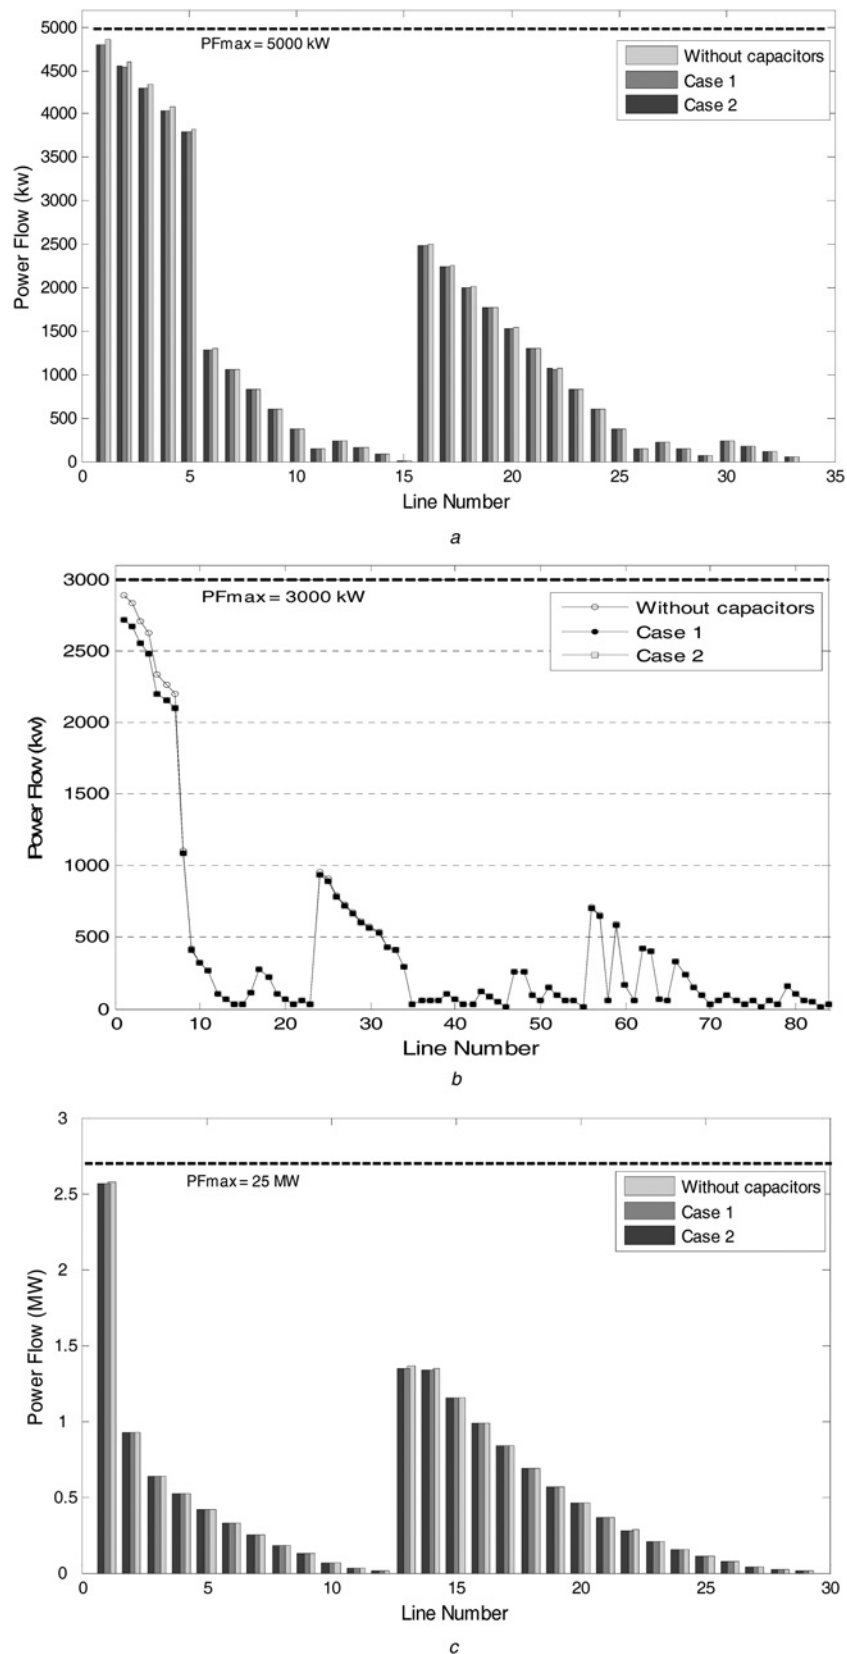 5000
4500
4000
3500
3000
2500
2000
1500
1000
500
0
Power Flow (kw)
PFmax = 5000 kW
Without capacitors
Case 1
Case 2
0 5 10 15 20 25 30 35
Line Number
a
3000
2500
2000
1500
1000
500
0
Power Flow (kw)
PFmax = 3000 kW
Without capacitors
Case 1
Case 2
0 10 20 30 40 50 60 70 80
Line Number
b
3
2.5
2
1.5
1
0.5
0
Power Flow (MW)
PFmax = 25 MW
Without capacitors
Case 1
Case 2
0 5 10 15 20 25 30
Line Number
c